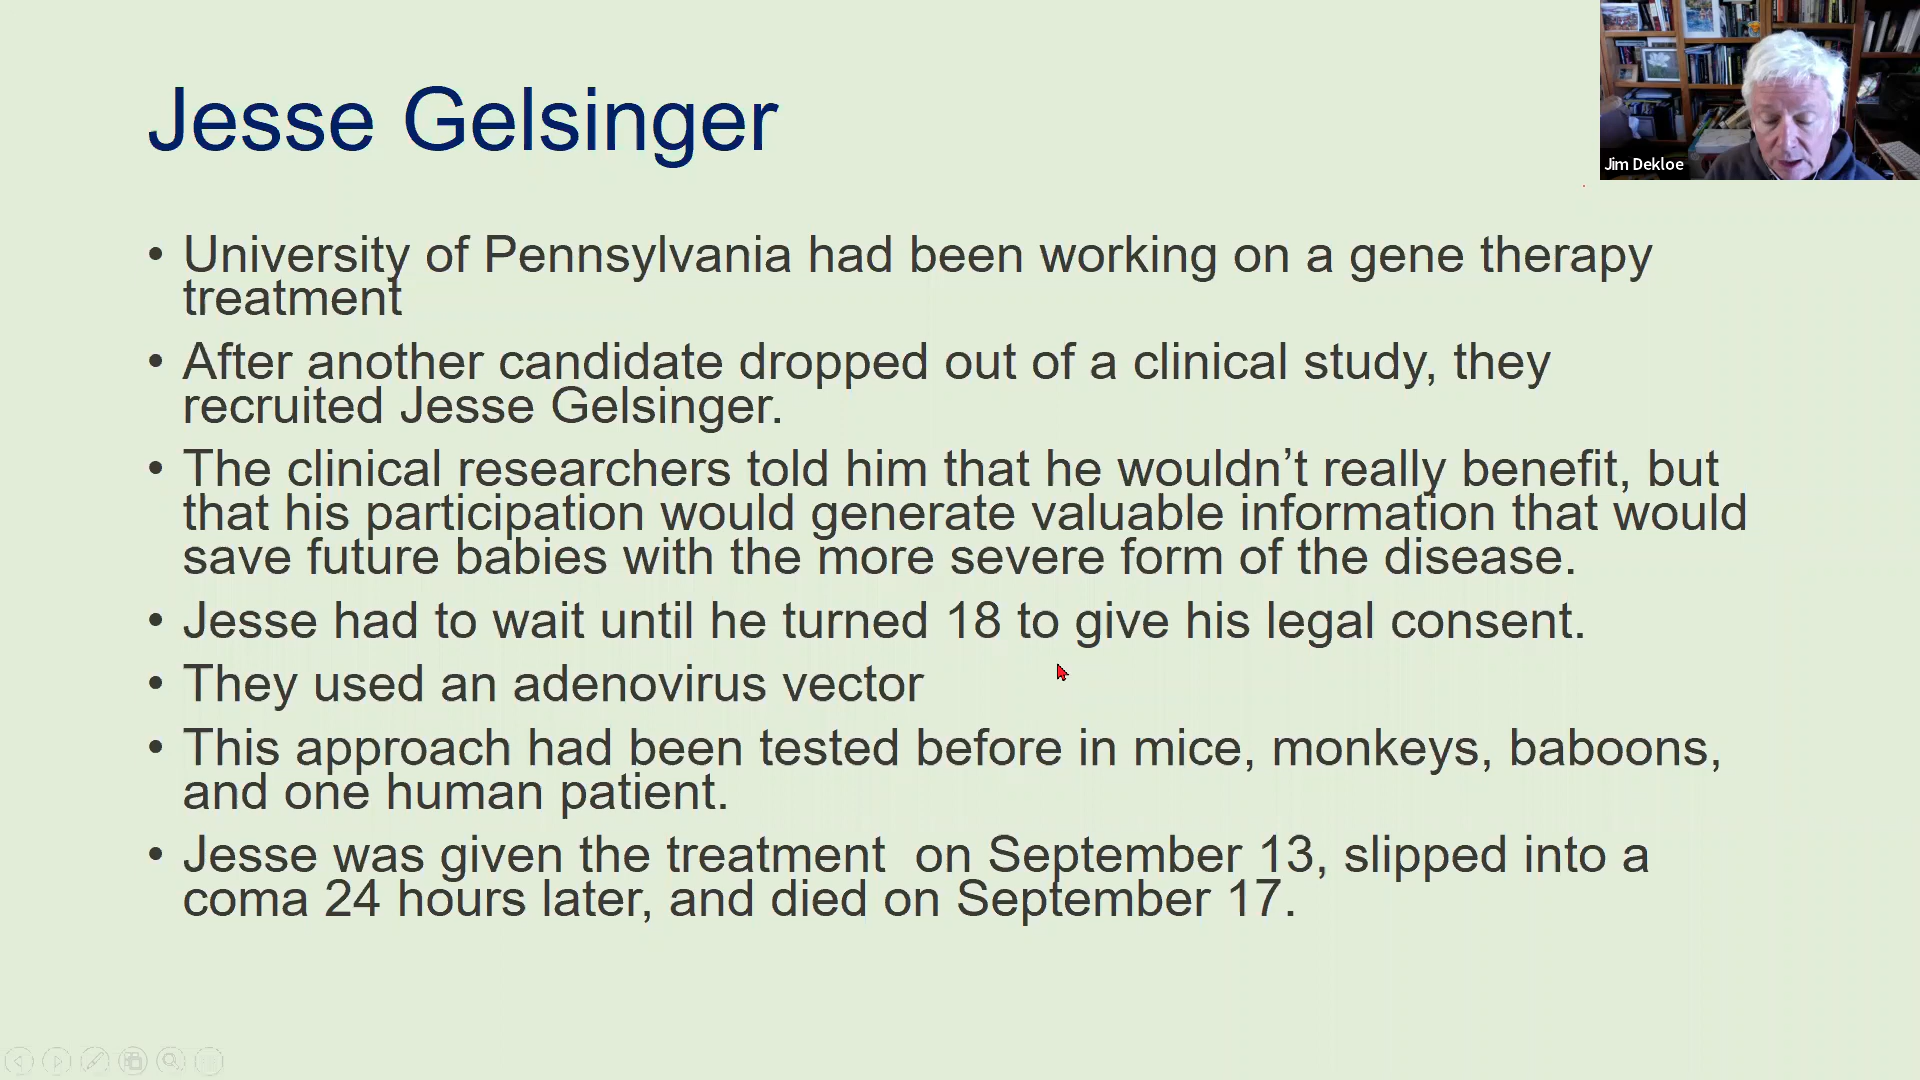 Jesse Gelsinger
Jim Dekloe
• University of Pennsylvania had been working on a gene therapy
treatment
• After another candidate dropped out of a clinical study, they
recruited Jesse Gelsinger.
• The clinical researchers told him that he wouldn’t really benefit, but
that his participation would generate valuable information that would
save future babies with the more severe form of the disease.
• Jesse had to wait until he turned 18 to give his legal consent.
• They used an adenovirus vector
• This approach had been tested before in mice, monkeys, baboons,
and one human patient.
• Jesse was given the treatment  on September 13, slipped into a
coma 24 hours later, and died on September 17.